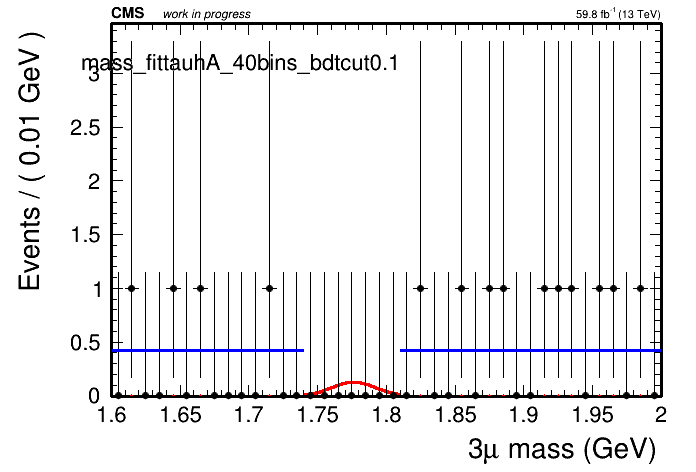 CMS work in progress 59.8 fb-1 (13 TeV)
mass_fittauhA_40bins_bdtcut0.1
Events / ( 0.01 GeV )
3
2.5
2
1.5
1
0.5
0
1.6 1.65 1.7 1.75 1.8 1.85 1.9 1.95 2
3μ mass (GeV)